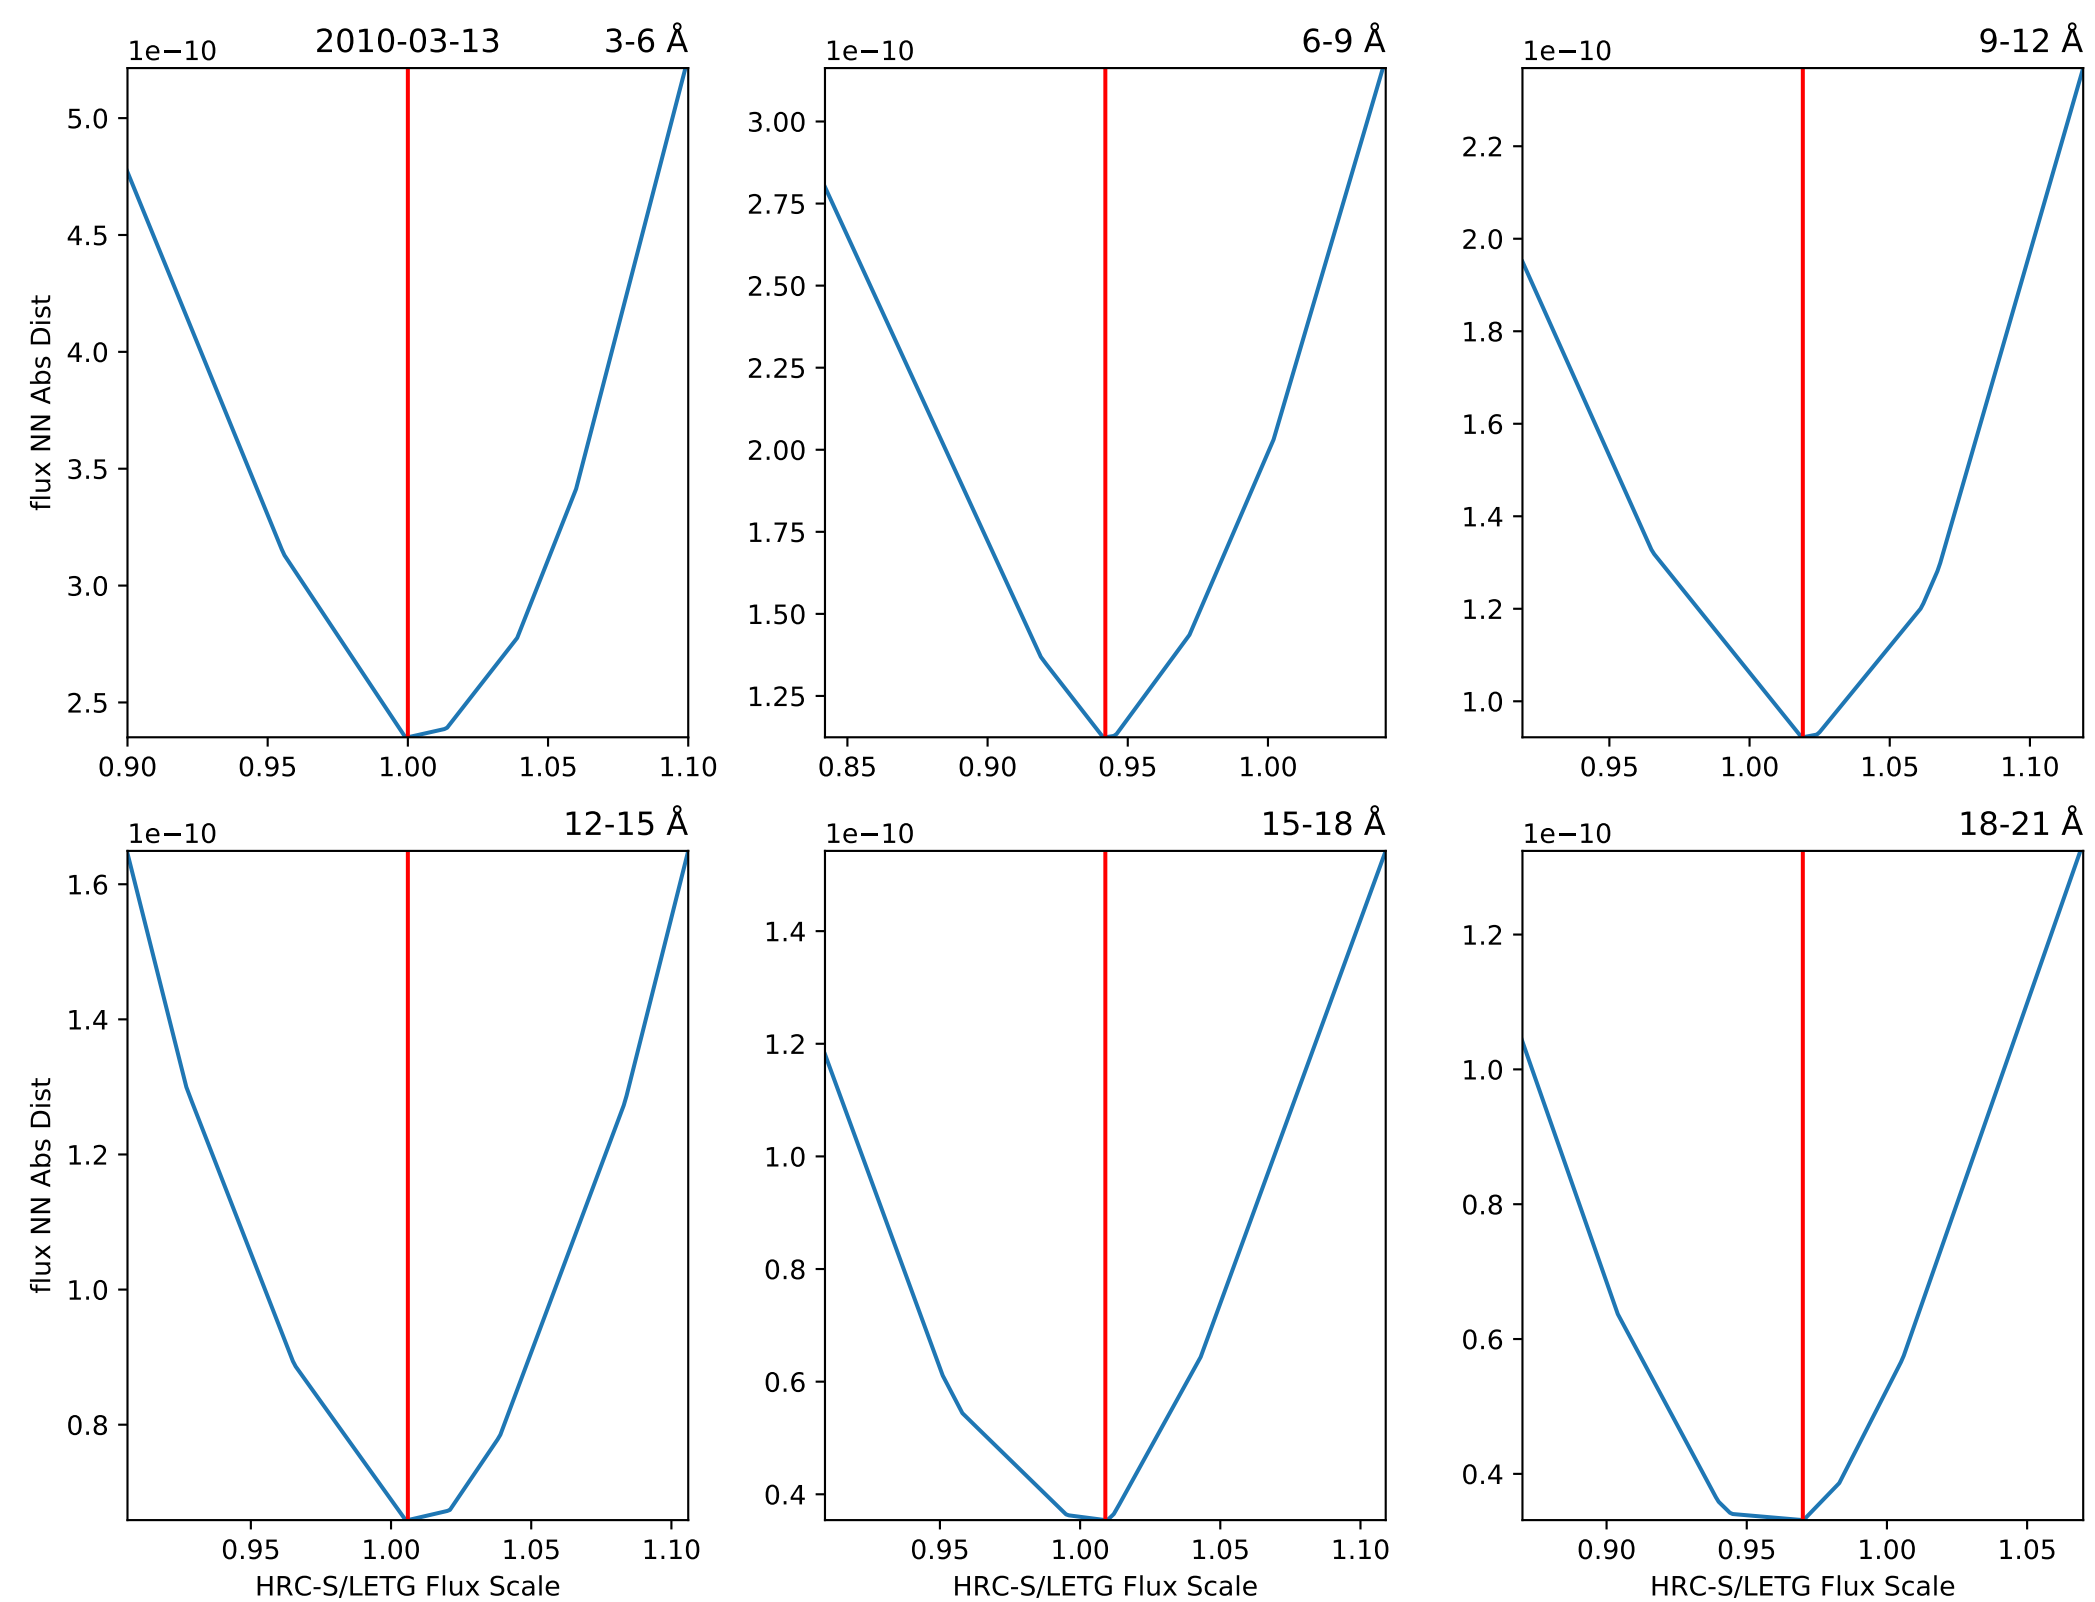 1e−10 2010-03-13 3-6 Å
5.0
4.5
4.0
3.5
3.0
2.5
flux NN Abs Dist
0.90 0.95 1.00 1.05 1.10
1e−10 6-9 Å
3.00
2.75
2.50
2.25
2.00
1.75
1.50
1.25
0.85 0.90 0.95 1.00
1e−10 9-12 Å
2.2
2.0
1.8
1.6
1.4
1.2
1.0
0.95 1.00 1.05 1.10
1e−10 12-15 Å
1.6
1.4
1.2
1.0
0.8
flux NN Abs Dist
0.95 1.00 1.05 1.10
HRC-S/LETG Flux Scale
1e−10 15-18 Å
1.4
1.2
1.0
0.8
0.6
0.4
0.95 1.00 1.05 1.10
HRC-S/LETG Flux Scale
1e−10 18-21 Å
1.2
1.0
0.8
0.6
0.4
0.90 0.95 1.00 1.05
HRC-S/LETG Flux Scale